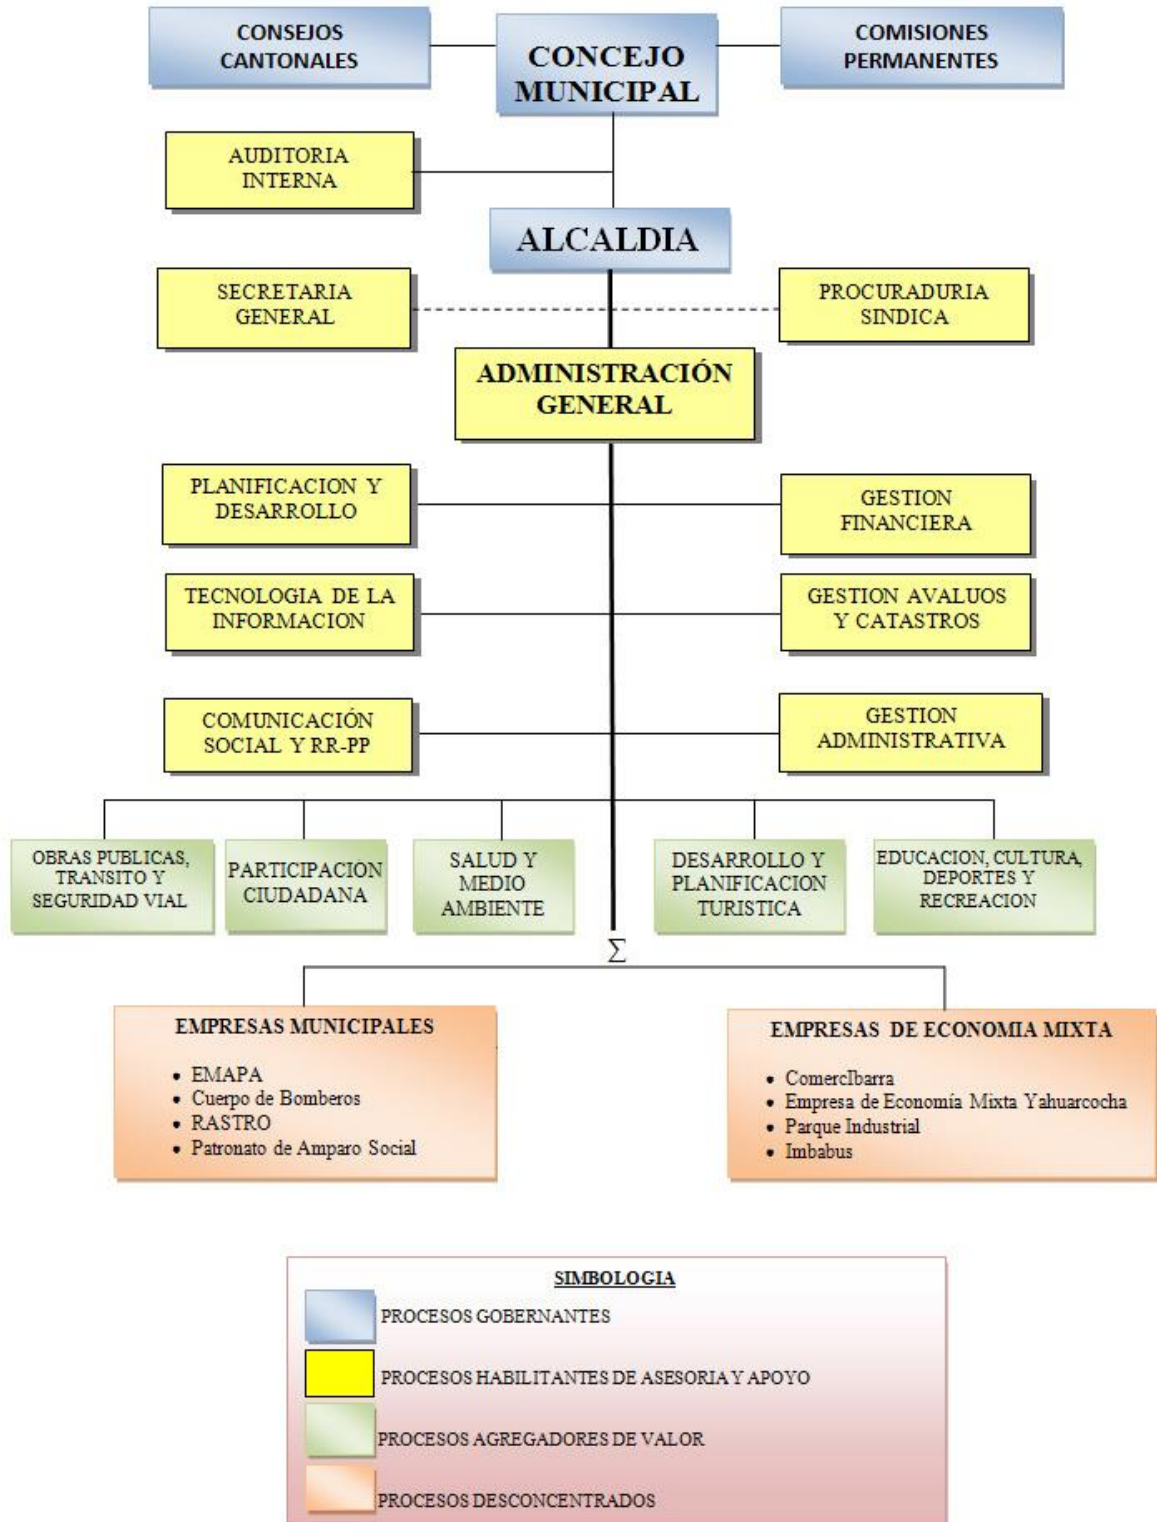 CONSEJOS
CANTONALES
CONCEJO
MUNICIPAL
COMISIONES
PERMANENTES
AUDITORIA
INTERNA
ALCALDIA
SECRETARIA
GENERAL
PROCURADURIA
SINDICA
ADMINISTRACIÓN
GENERAL
PLANIFICACION Y
DESARROLLO
GESTION
FINANCIERA
TECNOLOGIA DE LA
INFORMACION
GESTION AVALUOS
Y CATASTROS
COMUNICACIÓN
SOCIAL Y RR-PP
GESTION
ADMINISTRATIVA
OBRAS PUBLICAS,
TRANSITO Y
SEGURIDAD VIAL
PARTICIPACIÓN
CIUDADANA
SALUD Y
MEDIO
AMBIENTE
DESARROLLO Y
PLANIFICACION
TURISTICA
EDUCACION, CULTURA,
DEPORTES Y
RECREACION
∑
EMPRESAS MUNICIPALES
• EMAPA
• Cuerpo de Bomberos
• RASTRO
• Patronato de Amparo Social
EMPRESAS DE ECONOMIA MIXTA
• ComercIbarra
• Empresa de Economía Mixta Yahuarcocha
• Parque Industrial
• Imbabus
SIMBOLOGIA
PROCESOS GOBERNANTES
PROCESOS HABILITANTES DE ASESORIA Y APOYO
PROCESOS AGREGADORES DE VALOR
PROCESOS DESCONCENTRADOS